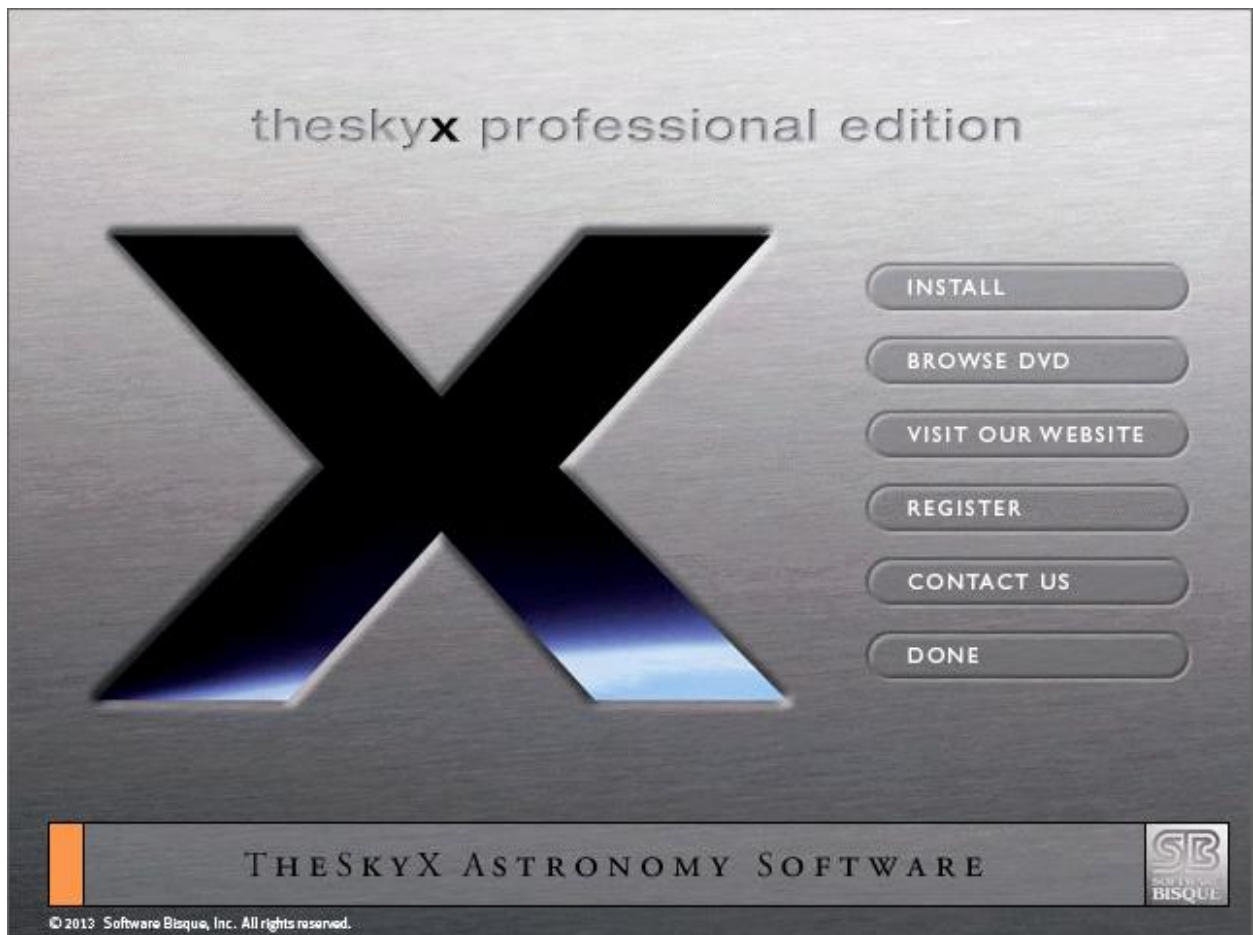 theskyx professional edition
INSTALL
BROWSE DVD
VISIT OUR WEBSITE
REGISTER
CONTACT US
DONE
THESKYX ASTRONOMY SOFTWARE
SB
SOFTWARE
BISQUE
© 2013 Software Bisque, Inc. All rights reserved.